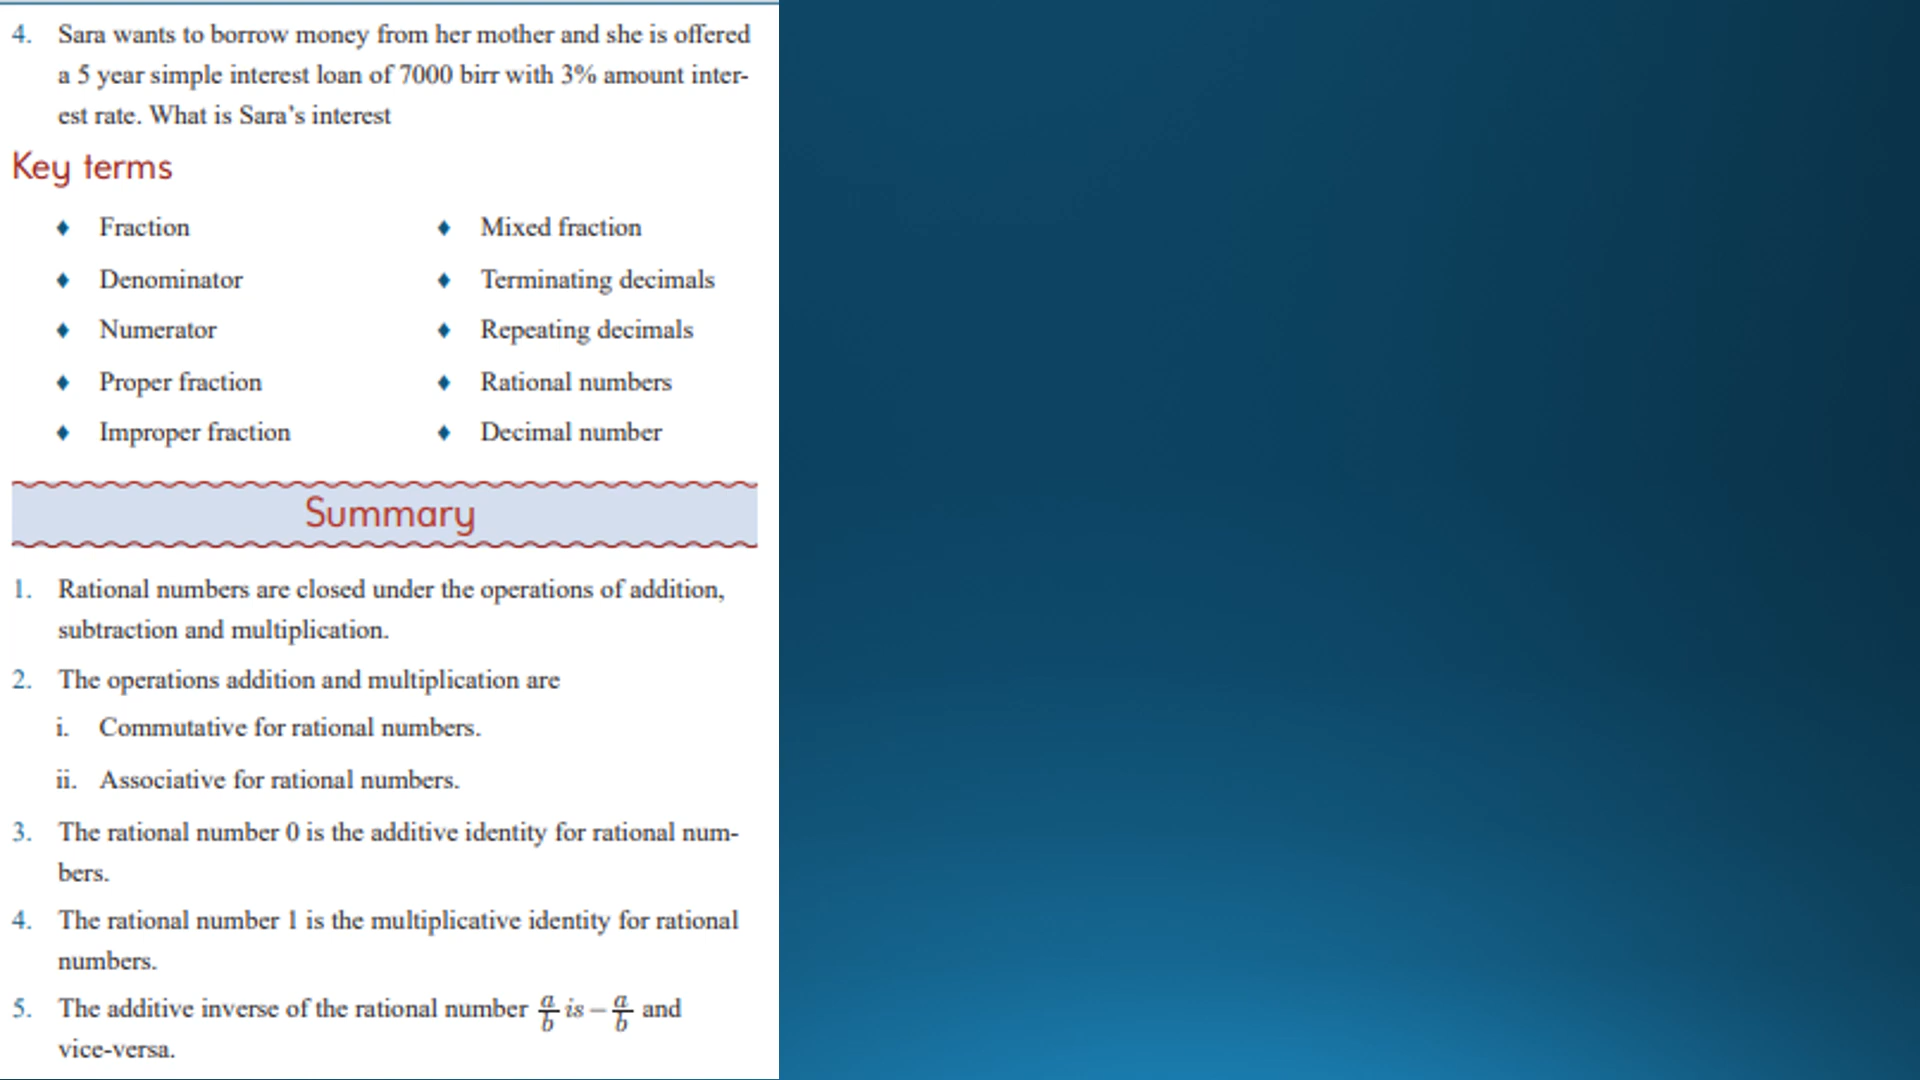 4. Sara wants to borrow money from her mother and she is offered
a 5 year simple interest loan of 7000 birr with 3% amount inter-
est rate. What is Sara's interest
Key terms
♦ Fraction
♦ Denominator
♦ Numerator
♦ Proper fraction
♦ Improper fraction
♦ Mixed fraction
♦ Terminating decimals
♦ Repeating decimals
♦ Rational numbers
♦ Decimal number
Summary
1. Rational numbers are closed under the operations of addition,
subtraction and multiplication.
2. The operations addition and multiplication are
i. Commutative for rational numbers.
ii. Associative for rational numbers.
3. The rational number 0 is the additive identity for rational num-
bers.
4. The rational number 1 is the multiplicative identity for rational
numbers.
5. The additive inverse of the rational number a/b is – a/b and
vice-versa.